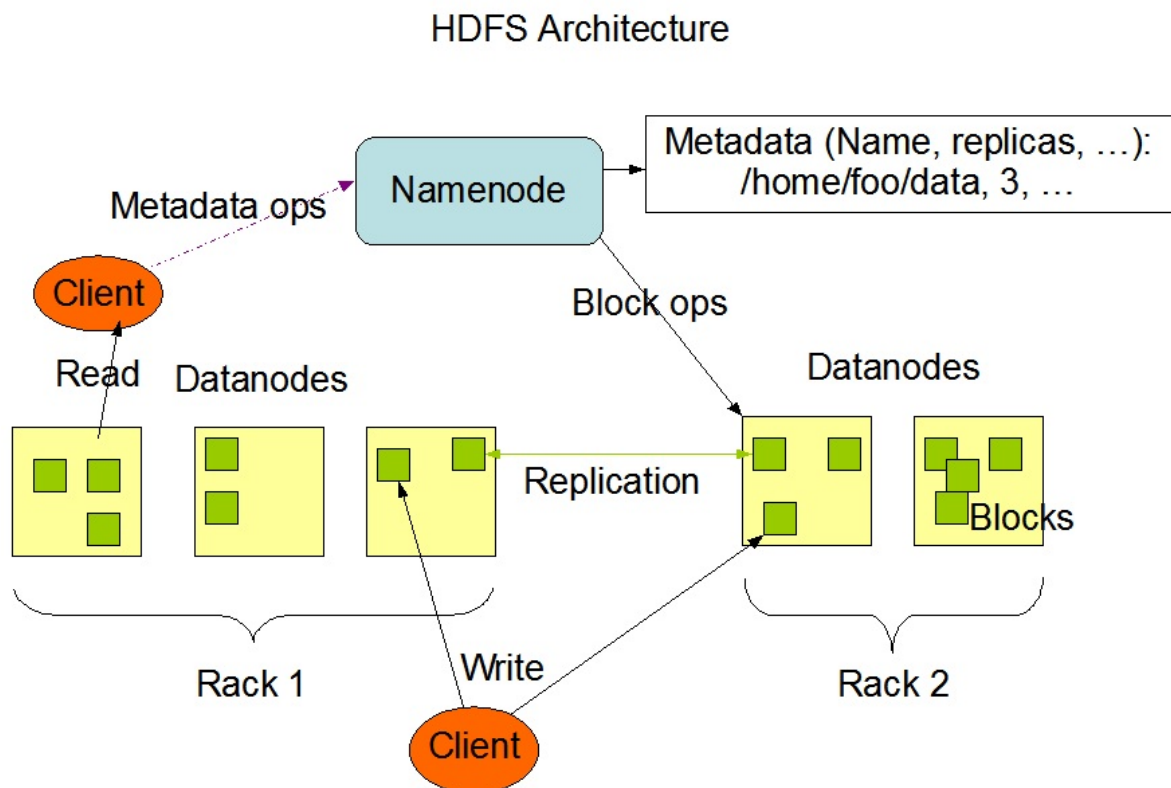 HDFS Architecture
Metadata (Name, replicas, …):
/home/foo/data, 3, …
Namenode
Metadata ops
Client
Block ops
Read
Datanodes
Datanodes
Replication
Blocks
Rack 1
Write
Rack 2
Client